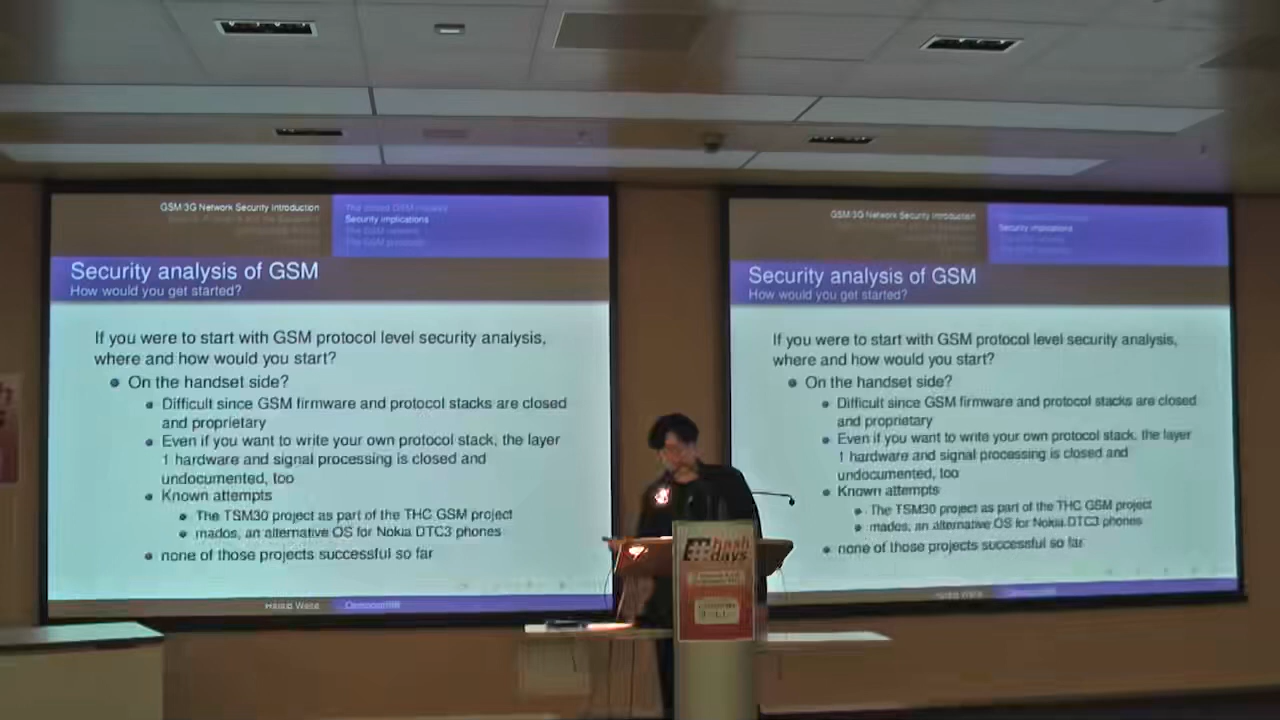 GSM/3G Network Security Introduction
Security implications
Security analysis of GSM
How would you get started?
If you were to start with GSM protocol level security analysis,
where and how would you start?
On the handset side?
Difficult since GSM firmware and protocol stacks are closed
and proprietary
Even if you want to write your own protocol stack, the layer
1 hardware and signal processing is closed and
undocumented, too
Known attempts
The TSM30 project as part of the THC GSM project
mados, an alternative OS for Nokia DTC3 phones
none of those projects successful so far
Harald Welte
GSM/3G Network Security Introduction
Security implications
Security analysis of GSM
How would you get started?
If you were to start with GSM protocol level security analysis,
where and how would you start?
On the handset side?
Difficult since GSM firmware and protocol stacks are closed
and proprietary
Even if you want to write your own protocol stack, the layer
1 hardware and signal processing is closed and
undocumented, too
Known attempts
The TSM30 project as part of the THC GSM project
mados, an alternative OS for Nokia DTC3 phones
none of those projects successful so far
Harald Welte
#hash
days